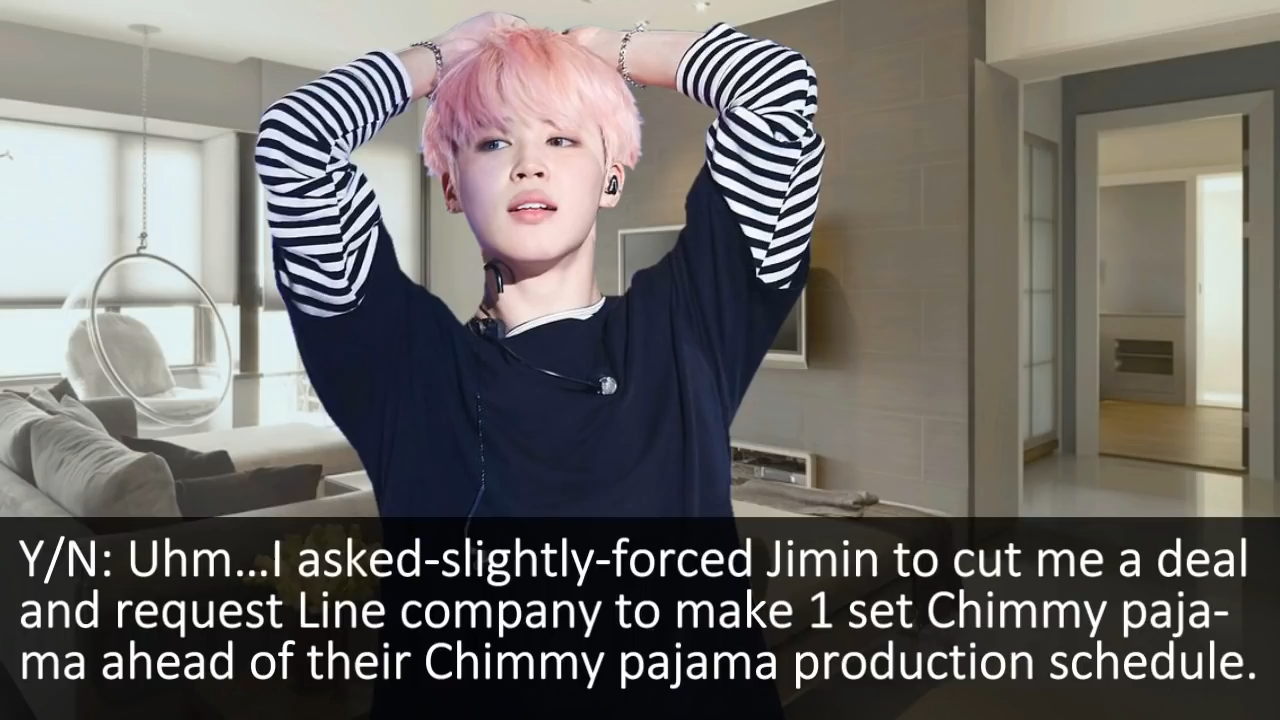 Y/N: Uhm...I asked-slightly-forced Jimin to cut me a deal
and request Line company to make 1 set Chimmy paja-
ma ahead of their Chimmy pajama production schedule.